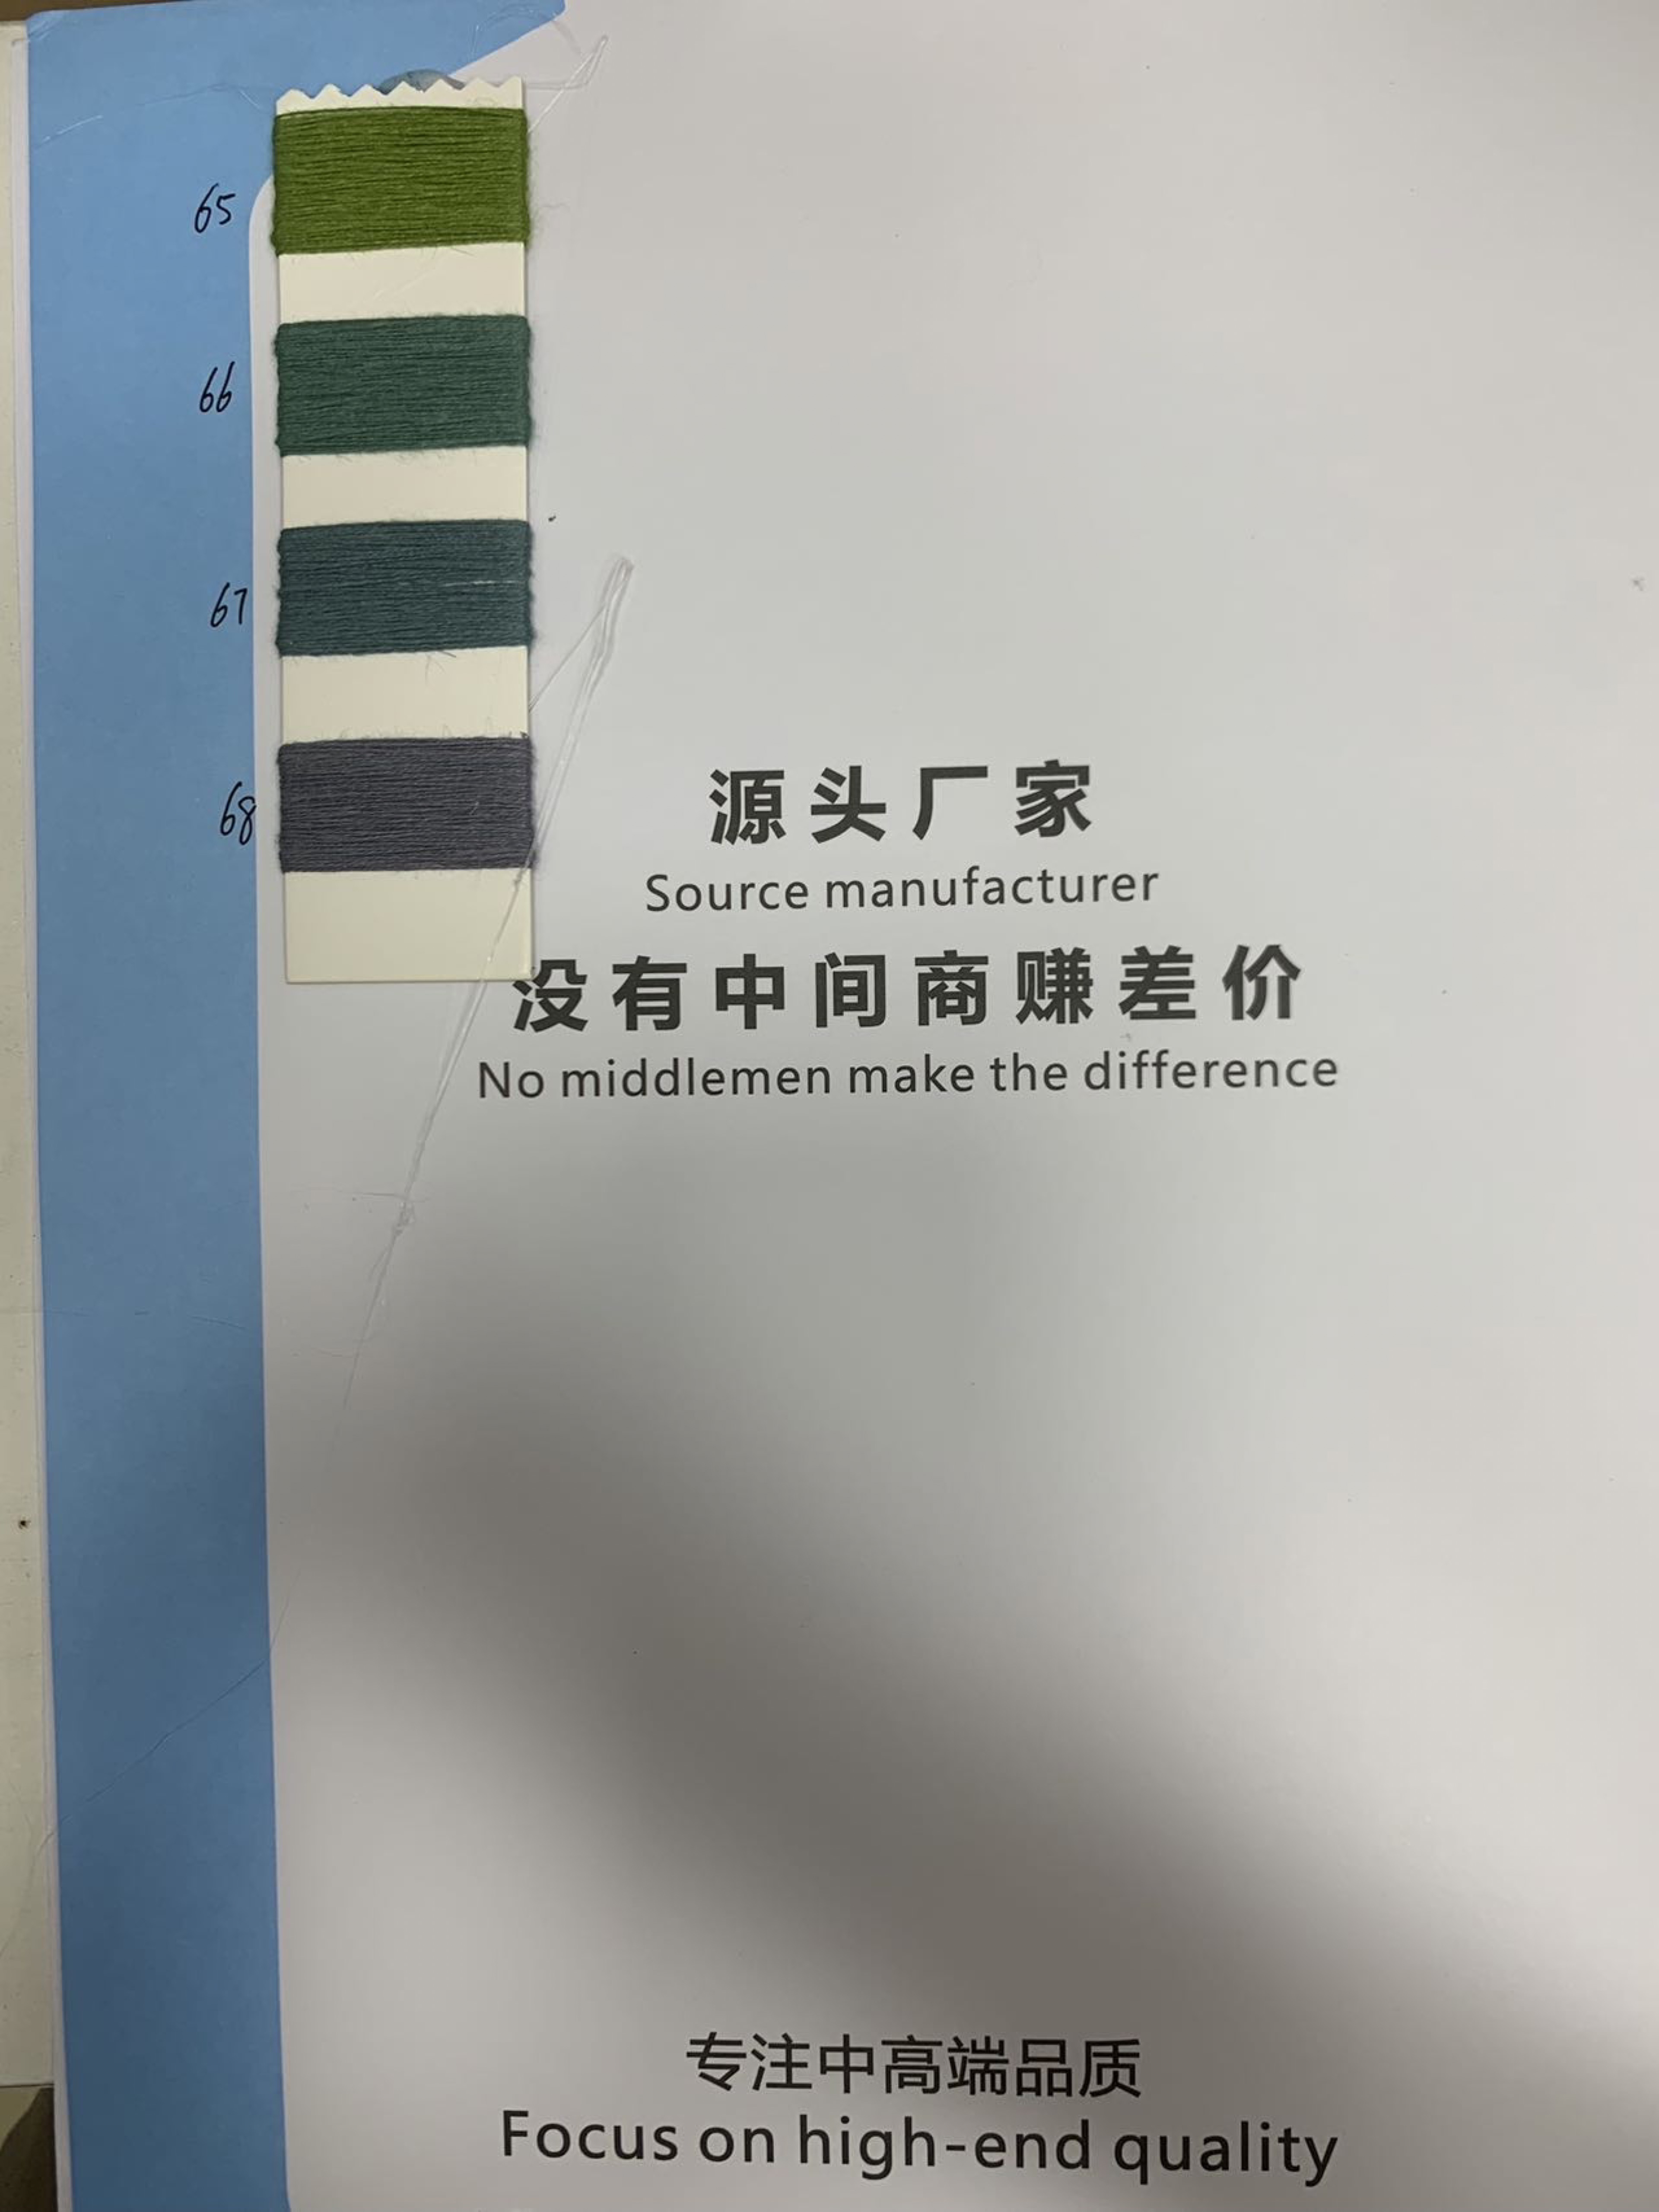 65
66
67
68
源头厂家
Source manufacturer
没有中间商赚差价
No middlemen make the difference
专注中高端品质
Focus on high-end quality